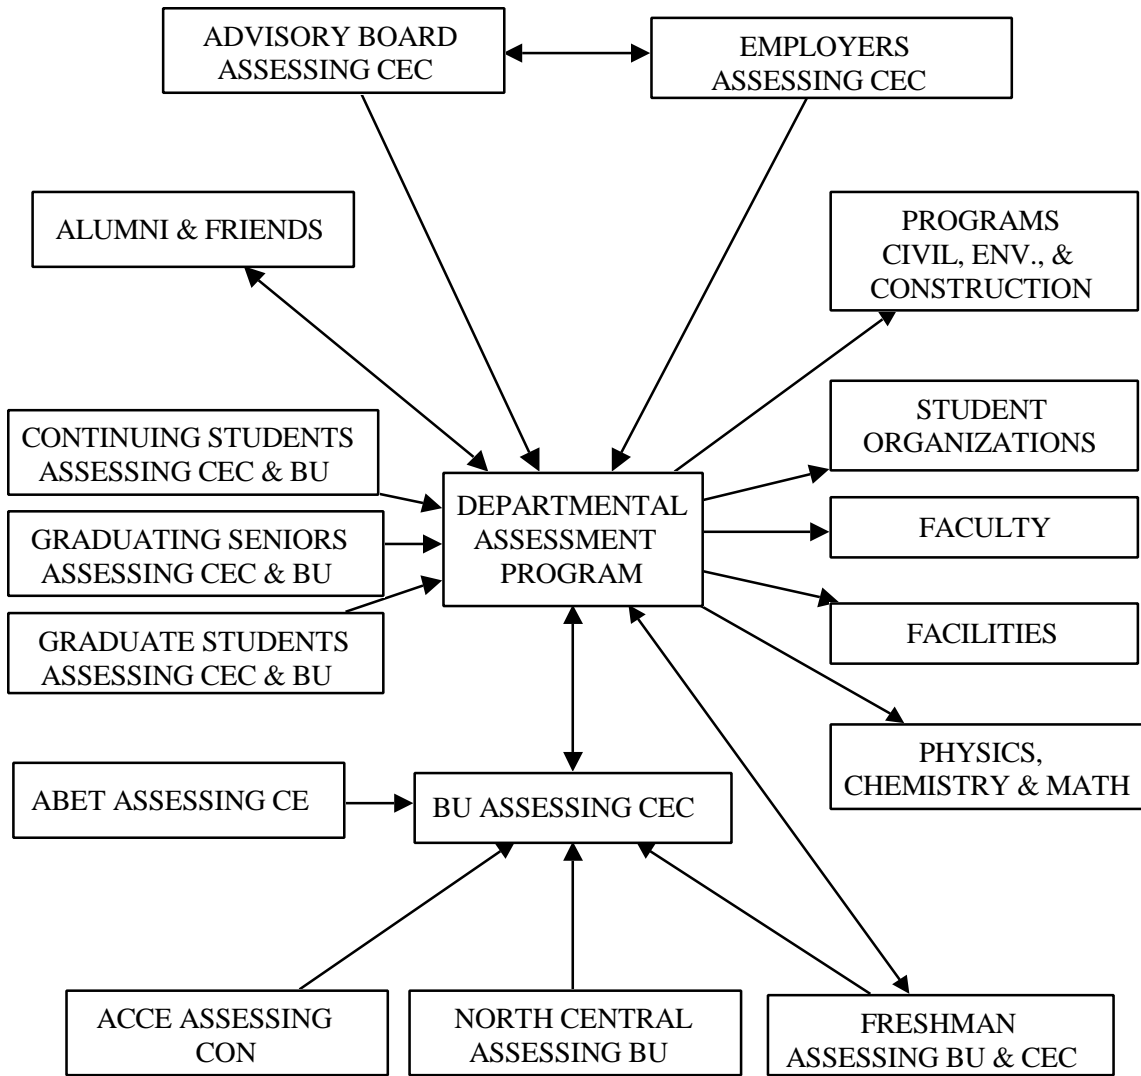 ADVISORY BOARD
ASSESSING CEC
EMPLOYERS
ASSESSING CEC
ALUMNI & FRIENDS
PROGRAMS
CIVIL, ENV., &
CONSTRUCTION
CONTINUING STUDENTS
ASSESSING CEC & BU
STUDENT
ORGANIZATIONS
DEPARTMENTAL
ASSESSMENT
PROGRAM
GRADUATING SENIORS
ASSESSING CEC & BU
FACULTY
GRADUATE STUDENTS
ASSESSING CEC & BU
FACILITIES
PHYSICS,
CHEMISTRY & MATH
ABET ASSESSING CE
BU ASSESSING CEC
ACCE ASSESSING
CON
NORTH CENTRAL
ASSESSING BU
FRESHMAN
ASSESSING BU & CEC